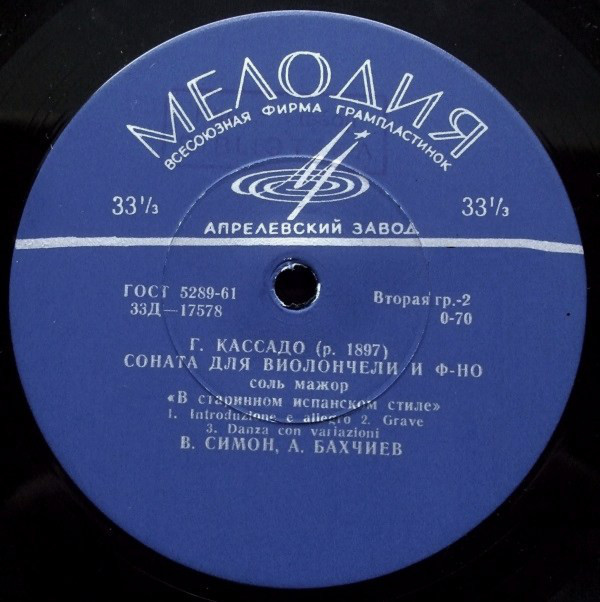 МЕЛОДИЯ
ВСЕСОЮЗНАЯ ФИРМА ГРАМПЛАСТИНОК
33⅓ 33⅓
АПРЕЛЕВСКИЙ ЗАВОД
ГОСТ 5289-61 Вторая гр.-2
33Д—17578 0-70
Г. КАССАДО (р. 1897)
СОНАТА ДЛЯ ВИОЛОНЧЕЛИ И Ф-НО
соль мажор
«В старинном испанском стиле»
1. Introduzione e allegro 2. Grave
3. Danza con variazioni
В. СИМОН, А. БАХЧИЕВ